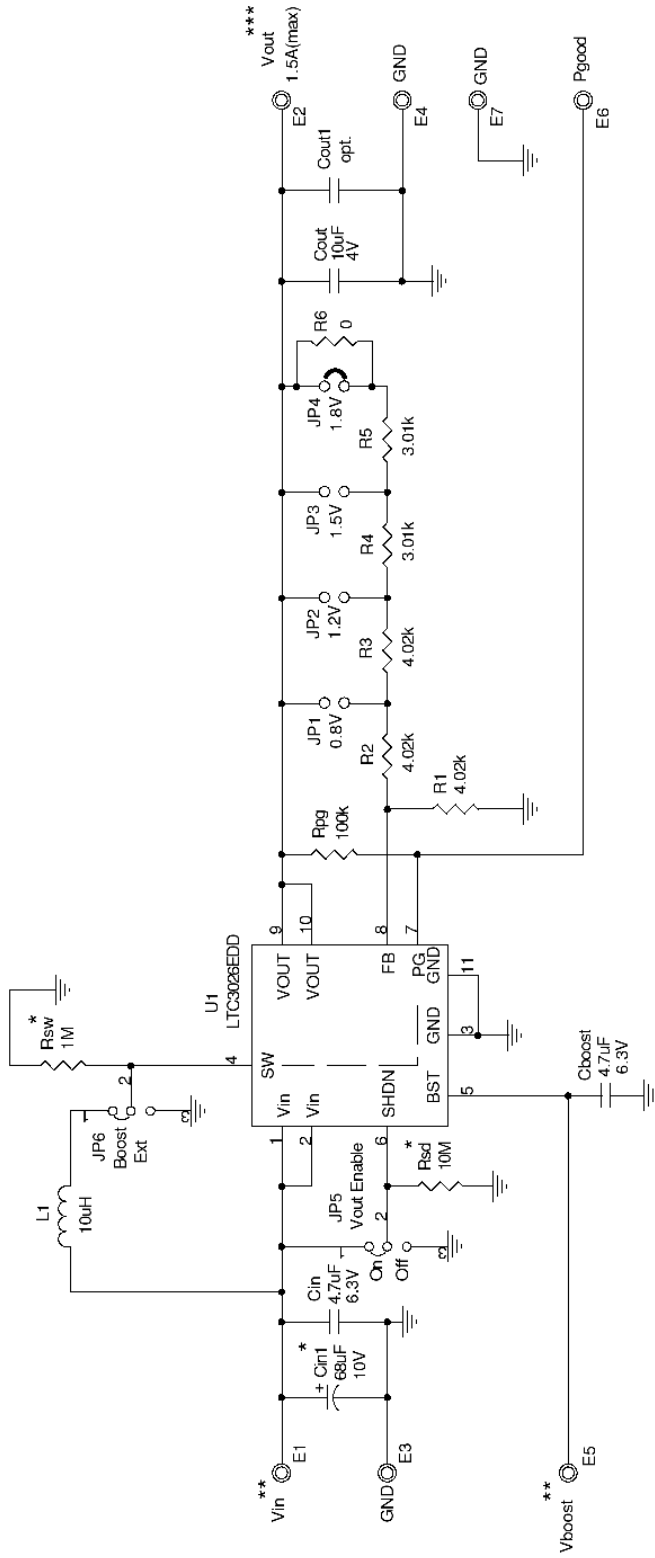 **
Vin
E1
GND
E3
**
Vboost
E5
*
+
Cin1
68uF
10V
Cin
4.7uF
6.3V
L1
10uH
JP6
Boost
Ext
1
2
3
*
Rsw
1M
JP5
Vout Enable
On
Off
1
2
3
*
Rsd
10M
Cboost
4.7uF
6.3V
U1
LTC3026EDD
1
Vin
2
Vin
6
SHDN
5
BST
4
SW
3
GND
11
GND
9
VOUT
10
VOUT
8
FB
7
PG
Rpg
100k
R1
4.02k
R2
4.02k
JP1
0.8V
R3
4.02k
JP2
1.2V
R4
3.01k
JP3
1.5V
R5
3.01k
JP4
1.8V
R6
0
Cout
10uF
4V
Cout1
opt.
***
Vout
1.5A(max)
E2
GND
E4
GND
E7
Pgood
E6